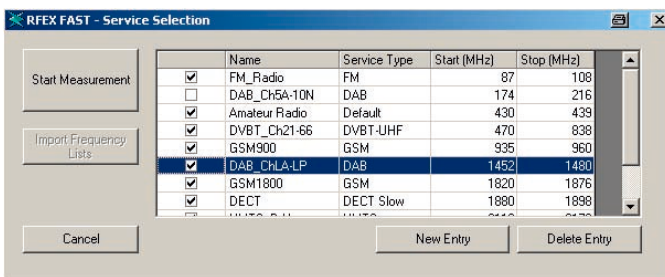 RFEX FAST - Service Selection
Start Measurement
Import Frequency
Lists
Cancel
Name Service Type Start (MHz) Stop (MHz)
FM_Radio FM 87 108
DAB_Ch5A-10N DAB 174 216
Amateur Radio Default 430 439
DVBT_Ch21-66 DVBT-UHF 470 838
GSM900 GSM 935 960
DAB_ChLA-LP DAB 1452 1480
GSM1800 GSM 1820 1876
DECT DECT Slow 1880 1898
New Entry Delete Entry